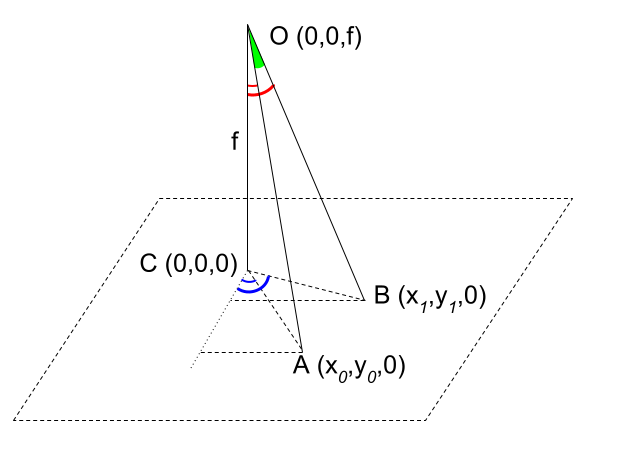 O (0,0,f)
f
C (0,0,0)
B (x₁,y₁,0)
A (x₀,y₀,0)